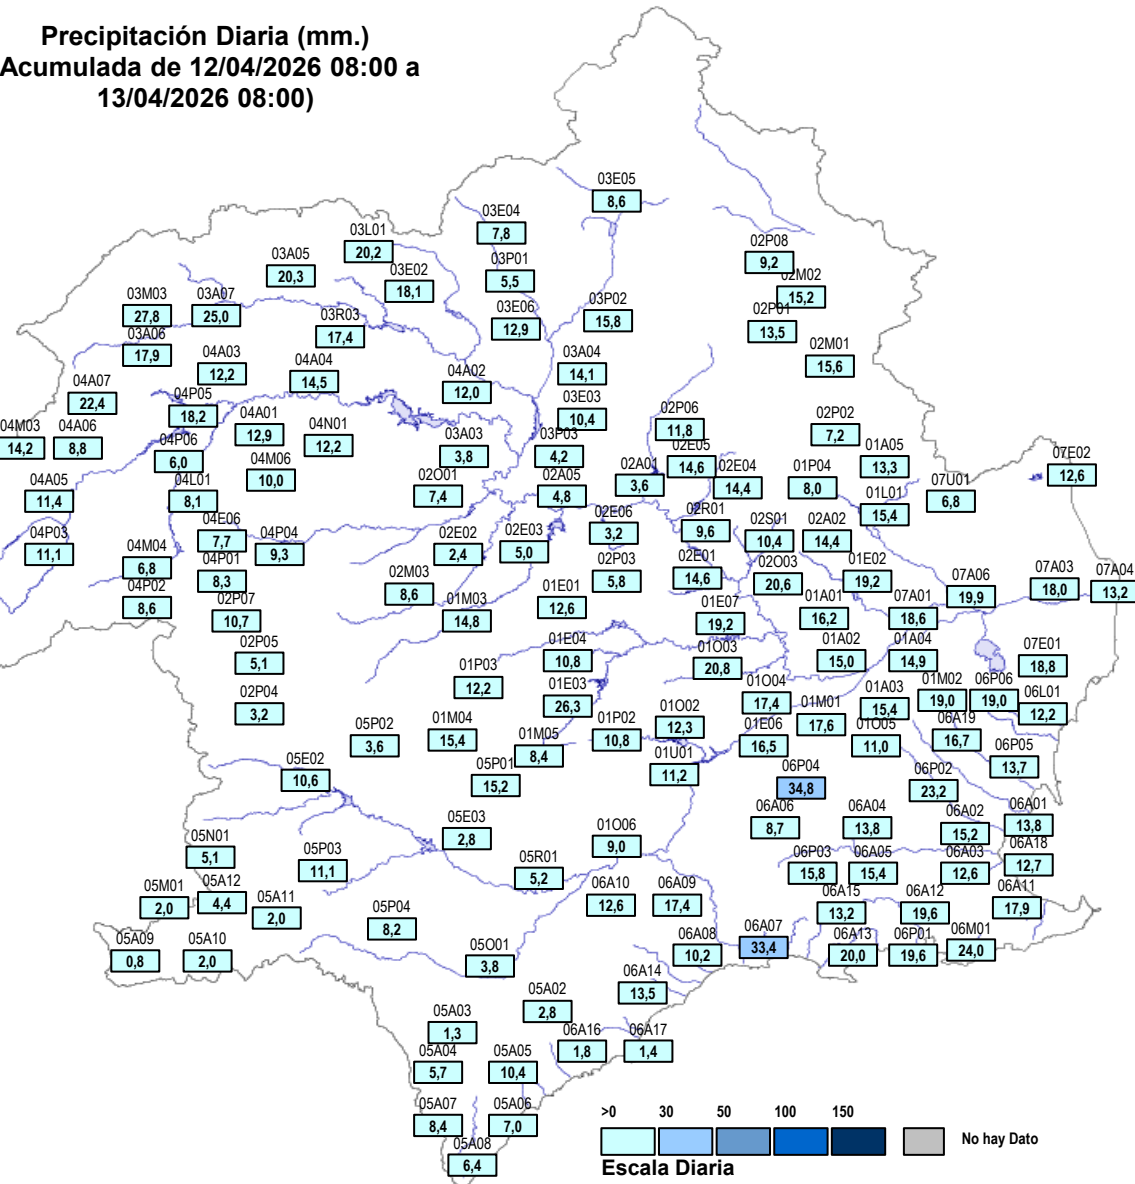 Precipitación Diaria (mm.)
Acumulada de 12/04/2026 08:00 a
13/04/2026 08:00)
03E05
8,6
03E04
7,8
03L01
20,2
03A05
20,3
03E02
18,1
03P01
5,5
02P08
9,2
02M02
15,2
03M03
27,8
03A07
25,0
03R03
17,4
03E06
12,9
03P02
15,8
02P01
13,5
03A06
17,9
04A03
12,2
04A04
14,5
04A02
12,0
03A04
14,1
02M01
15,6
04A07
22,4
04P05
18,2
03E03
10,4
04M03
14,2
04A06
8,8
04A01
12,9
04N01
12,2
02P06
11,8
02P02
7,2
04P06
6,0
04M06
10,0
03A03
3,8
03P03
4,2
02E05
14,6
01A05
13,3
07E02
12,6
04A05
11,4
04L01
8,1
02O01
7,4
02A05
4,8
02A01
3,6
02E04
14,4
01P04
8,0
07U01
6,8
01L01
15,4
04P03
11,1
04E06
7,7
04P04
9,3
02E02
2,4
02E03
5,0
02E06
3,2
02R01
9,6
02S01
10,4
02A02
14,4
04M04
6,8
04P01
8,3
02M03
8,6
02P03
5,8
02E01
14,6
02O03
20,6
01E02
19,2
07A06
19,9
07A03
18,0
07A04
13,2
04P02
8,6
02P07
10,7
01M03
14,8
01E01
12,6
01E07
19,2
01A01
16,2
07A01
18,6
02P05
5,1
01E04
10,8
01O03
20,8
01A02
15,0
01A04
14,9
07E01
18,8
02P04
3,2
01P03
12,2
01E03
26,3
01O04
17,4
01A03
15,4
01M02
19,0
06P06
19,0
06L01
12,2
05P02
3,6
01M04
15,4
01M05
8,4
01P02
10,8
01O02
12,3
01E06
16,5
01M01
17,6
01O05
11,0
06A19
16,7
06P05
13,7
05E02
10,6
05P01
15,2
01U01
11,2
06P04
34,8
06P02
23,2
05E03
2,8
01O06
9,0
06A06
8,7
06A04
13,8
06A02
15,2
06A01
13,8
05N01
5,1
05P03
11,1
05R01
5,2
06P03
15,8
06A05
15,4
06A03
12,6
06A18
12,7
05M01
2,0
05A12
4,4
05A11
2,0
06A10
12,6
06A09
17,4
06A15
13,2
06A12
19,6
06A11
17,9
05P04
8,2
05A09
0,8
05A10
2,0
05O01
3,8
06A08
10,2
06A07
33,4
06A13
20,0
06P01
19,6
06M01
24,0
06A14
13,5
05A02
2,8
05A03
1,3
06A16
1,8
06A17
1,4
05A04
5,7
05A05
10,4
05A07
8,4
05A06
7,0
05A08
6,4
>0 30 50 100 150
No hay Dato
Escala Diaria